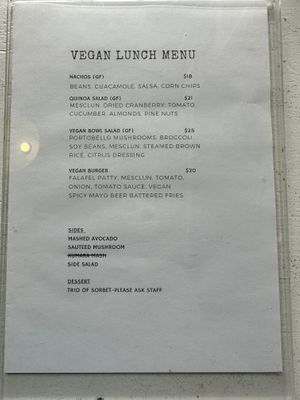 VEGAN LUNCH MENU
NACHOS (GF) $18
BEANS, GUACAMOLE, SALSA, CORN CHIPS
QUINOA SALAD (GF) $21
MESCLUN, DRIED CRANBERRY, TOMATO,
CUCUMBER, ALMONDS, PINE NUTS
VEGAN BOWL SALAD (GF) $25
PORTOBELLO MUSHROOMS, BROCCOLI,
SOY BEANS, MESCLUN, STEAMED BROWN
RICE, CITRUS DRESSING
VEGAN BURGER $20
FALAFEL PATTY, MESCLUN, TOMATO,
ONION, TOMATO SAUCE, VEGAN
SPICY MAYO BEER BATTERED FRIES
SIDES
MASHED AVOCADO
SAUTEED MUSHROOM
KUMARA MASH
SIDE SALAD
DESSERT
TRIO OF SORBET-PLEASE ASK STAFF